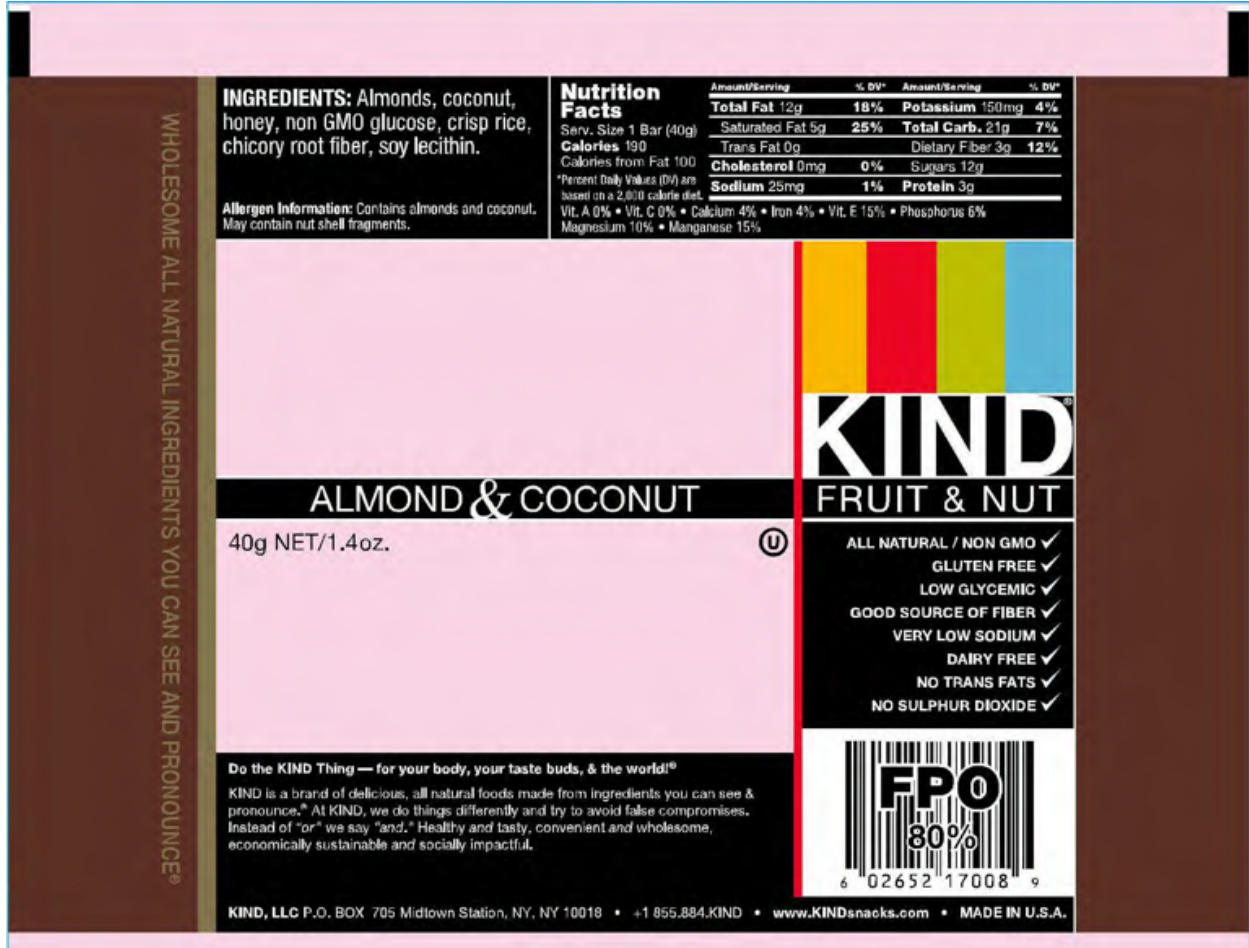 WHOLESOME ALL NATURAL INGREDIENTS YOU CAN SEE AND PRONOUNCE®
INGREDIENTS: Almonds, coconut,
honey, non GMO glucose, crisp rice,
chicory root fiber, soy lecithin.
Allergen Information: Contains almonds and coconut.
May contain nut shell fragments.
Nutrition
Facts
Serv. Size 1 Bar (40g)
Calories 190
Calories from Fat 100
*Percent Daily Values (DV) are
based on a 2,000 calorie diet.
Amount/Serving % DV* Amount/Serving % DV*
Total Fat 12g 18% Potassium 150mg 4%
Saturated Fat 5g 25% Total Carb. 21g 7%
Trans Fat 0g Dietary Fiber 3g 12%
Cholesterol 0mg 0% Sugars 12g
Sodium 25mg 1% Protein 3g
Vit. A 0% • Vit. C 0% • Calcium 4% • Iron 4% • Vit. E 15% • Phosphorus 6%
Magnesium 10% • Manganese 15%
KIND®
ALMOND & COCONUT
FRUIT & NUT
40g NET/1.4oz.
U
ALL NATURAL / NON GMO ✓
GLUTEN FREE ✓
LOW GLYCEMIC ✓
GOOD SOURCE OF FIBER ✓
VERY LOW SODIUM ✓
DAIRY FREE ✓
NO TRANS FATS ✓
NO SULPHUR DIOXIDE ✓
Do the KIND Thing — for your body, your taste buds, & the world!®
KIND is a brand of delicious, all natural foods made from ingredients you can see &
pronounce.® At KIND, we do things differently and try to avoid false compromises.
Instead of "or" we say "and." Healthy and tasty, convenient and wholesome,
economically sustainable and socially impactful.
FPO
80%
6 02652 17008 9
KIND, LLC P.O. BOX 705 Midtown Station, NY, NY 10018 • +1 855.884.KIND • www.KINDsnacks.com • MADE IN U.S.A.